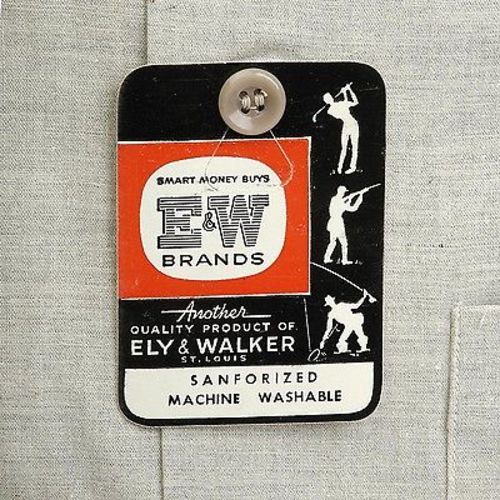 SMART MONEY BUYS
E&W
BRANDS
Another
QUALITY PRODUCT OF
ELY & WALKER
ST. LOUIS
SANFORIZED
MACHINE WASHABLE